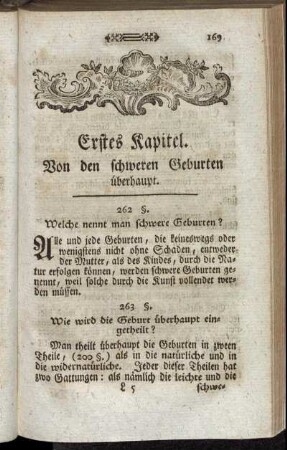 169
Erstes Kapitel.
Von den schweren Geburten
überhaupt.
262 §.
Welche nennt man schwere Geburten?
Alle und jede Geburten, die keineswegs oder
wenigstens nicht ohne Schaden, entweder
der Mutter, als des Kindes, durch die Na-
tur erfolgen können, werden schwere Geburten ge-
nennt, weil solche durch die Kunst vollendet wer-
den müssen.
263 §.
Wie wird die Geburt überhaupt ein-
getheilt?
Man theilt überhaupt die Geburten in zween
Theile, (200 §.) als in die natürliche und in
die widernatürliche. Jeder dieser Theilen hat
zwo Gattungen: als nämlich die leichte und die
L 5 schwe-